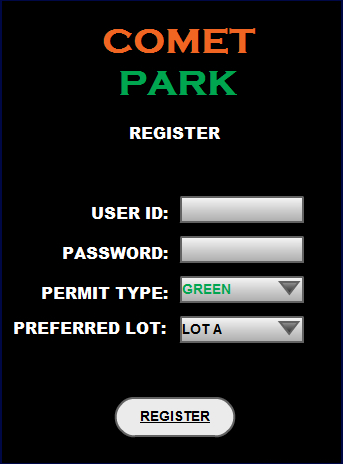 COMET
PARK
REGISTER
USER ID:
PASSWORD:
PERMIT TYPE: GREEN
PREFERRED LOT: LOT A
REGISTER